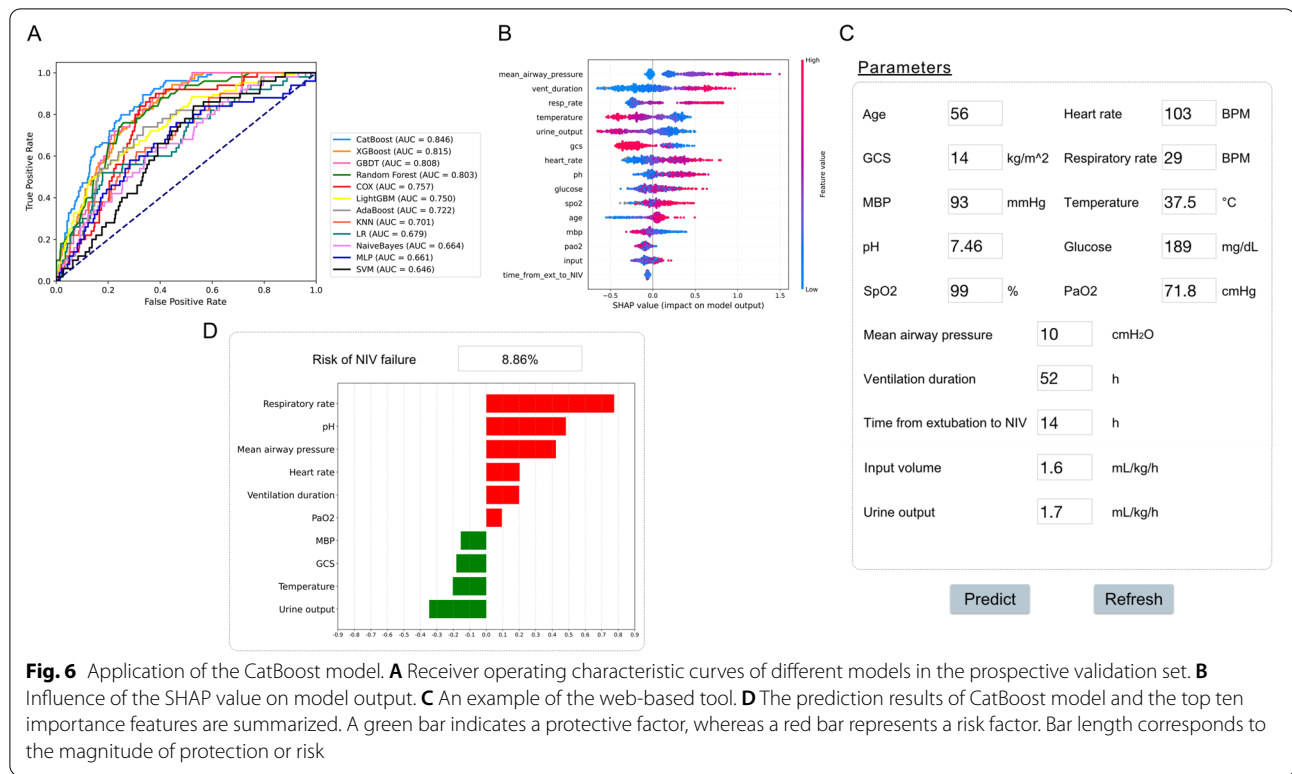 A
1.0
0.8
0.6
0.4
0.2
0.0
True Positive Rate
0.0 0.2 0.4 0.6 0.8 1.0
False Positive Rate
CatBoost (AUC = 0.846)
XGBoost (AUC = 0.815)
GBDT (AUC = 0.808)
Random Forest (AUC = 0.803)
COX (AUC = 0.757)
LightGBM (AUC = 0.750)
AdaBoost (AUC = 0.722)
KNN (AUC = 0.701)
LR (AUC = 0.679)
NaiveBayes (AUC = 0.664)
MLP (AUC = 0.661)
SVM (AUC = 0.646)
B
mean_airway_pressure
vent_duration
resp_rate
temperature
urine_output
gcs
heart_rate
ph
glucose
spo2
age
mbp
pao2
input
time_from_ext_to_NIV
−0.5 0.0 0.5 1.0 1.5
SHAP value (impact on model output)
High
Feature value
Low
C
Parameters
Age 56 Heart rate 103 BPM
GCS 14 kg/m^2 Respiratory rate 29 BPM
MBP 93 mmHg Temperature 37.5 °C
pH 7.46 Glucose 189 mg/dL
SpO2 99 % PaO2 71.8 cmHg
Mean airway pressure 10 cmH2O
Ventilation duration 52 h
Time from extubation to NIV 14 h
Input volume 1.6 mL/kg/h
Urine output 1.7 mL/kg/h
Predict Refresh
D
Risk of NIV failure 8.86%
Respiratory rate
pH
Mean airway pressure
Heart rate
Ventilation duration
PaO2
MBP
GCS
Temperature
Urine output
-0.9 -0.8 -0.7 -0.6 -0.5 -0.4 -0.3 -0.2 -0.1 0.0 0.1 0.2 0.3 0.4 0.5 0.6 0.7 0.8 0.9
Fig. 6 Application of the CatBoost model. A Receiver operating characteristic curves of different models in the prospective validation set. B
Influence of the SHAP value on model output. C An example of the web-based tool. D The prediction results of CatBoost model and the top ten
importance features are summarized. A green bar indicates a protective factor, whereas a red bar represents a risk factor. Bar length corresponds to
the magnitude of protection or risk